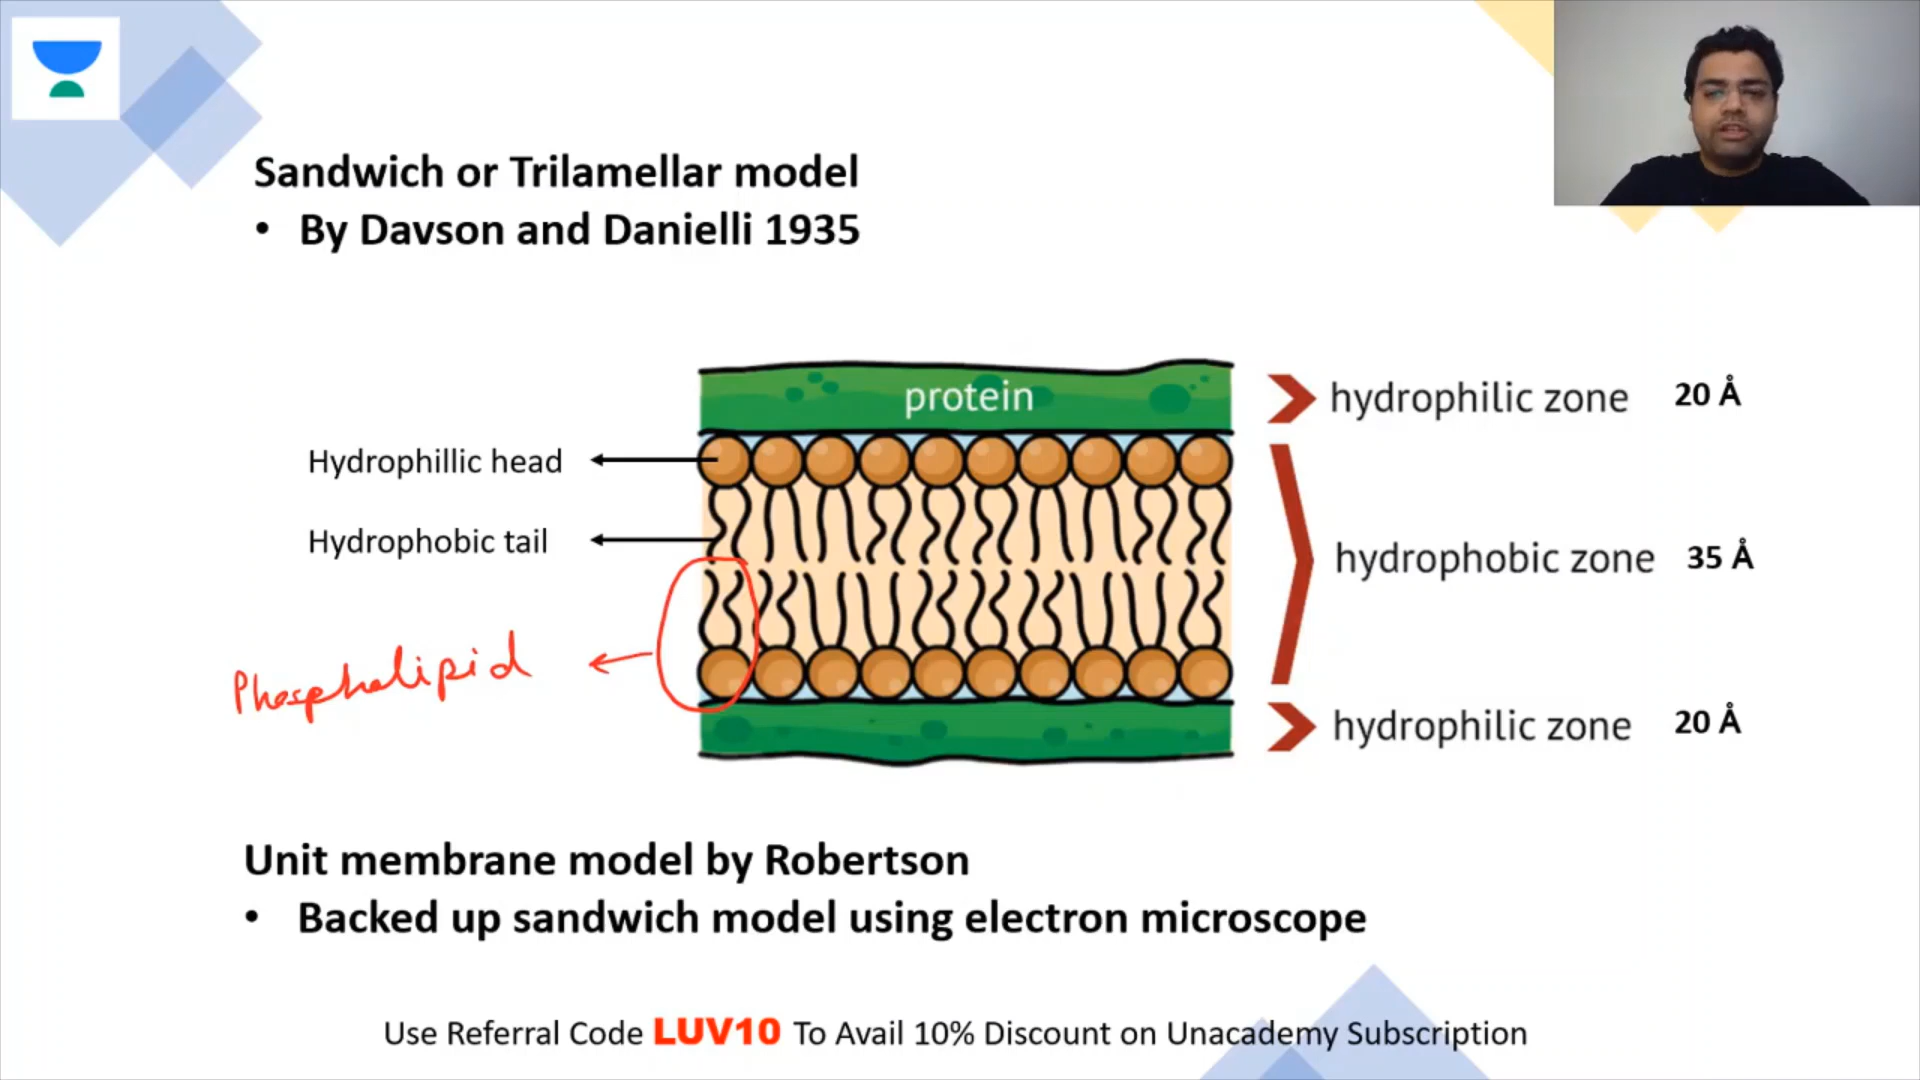 Sandwich or Trilamellar model
• By Davson and Danielli 1935
protein
hydrophilic zone 20 Å
Hydrophillic head
Hydrophobic tail
hydrophobic zone 35 Å
Phospholipid
hydrophilic zone 20 Å
Unit membrane model by Robertson
• Backed up sandwich model using electron microscope
Use Referral Code LUV10 To Avail 10% Discount on Unacademy Subscription